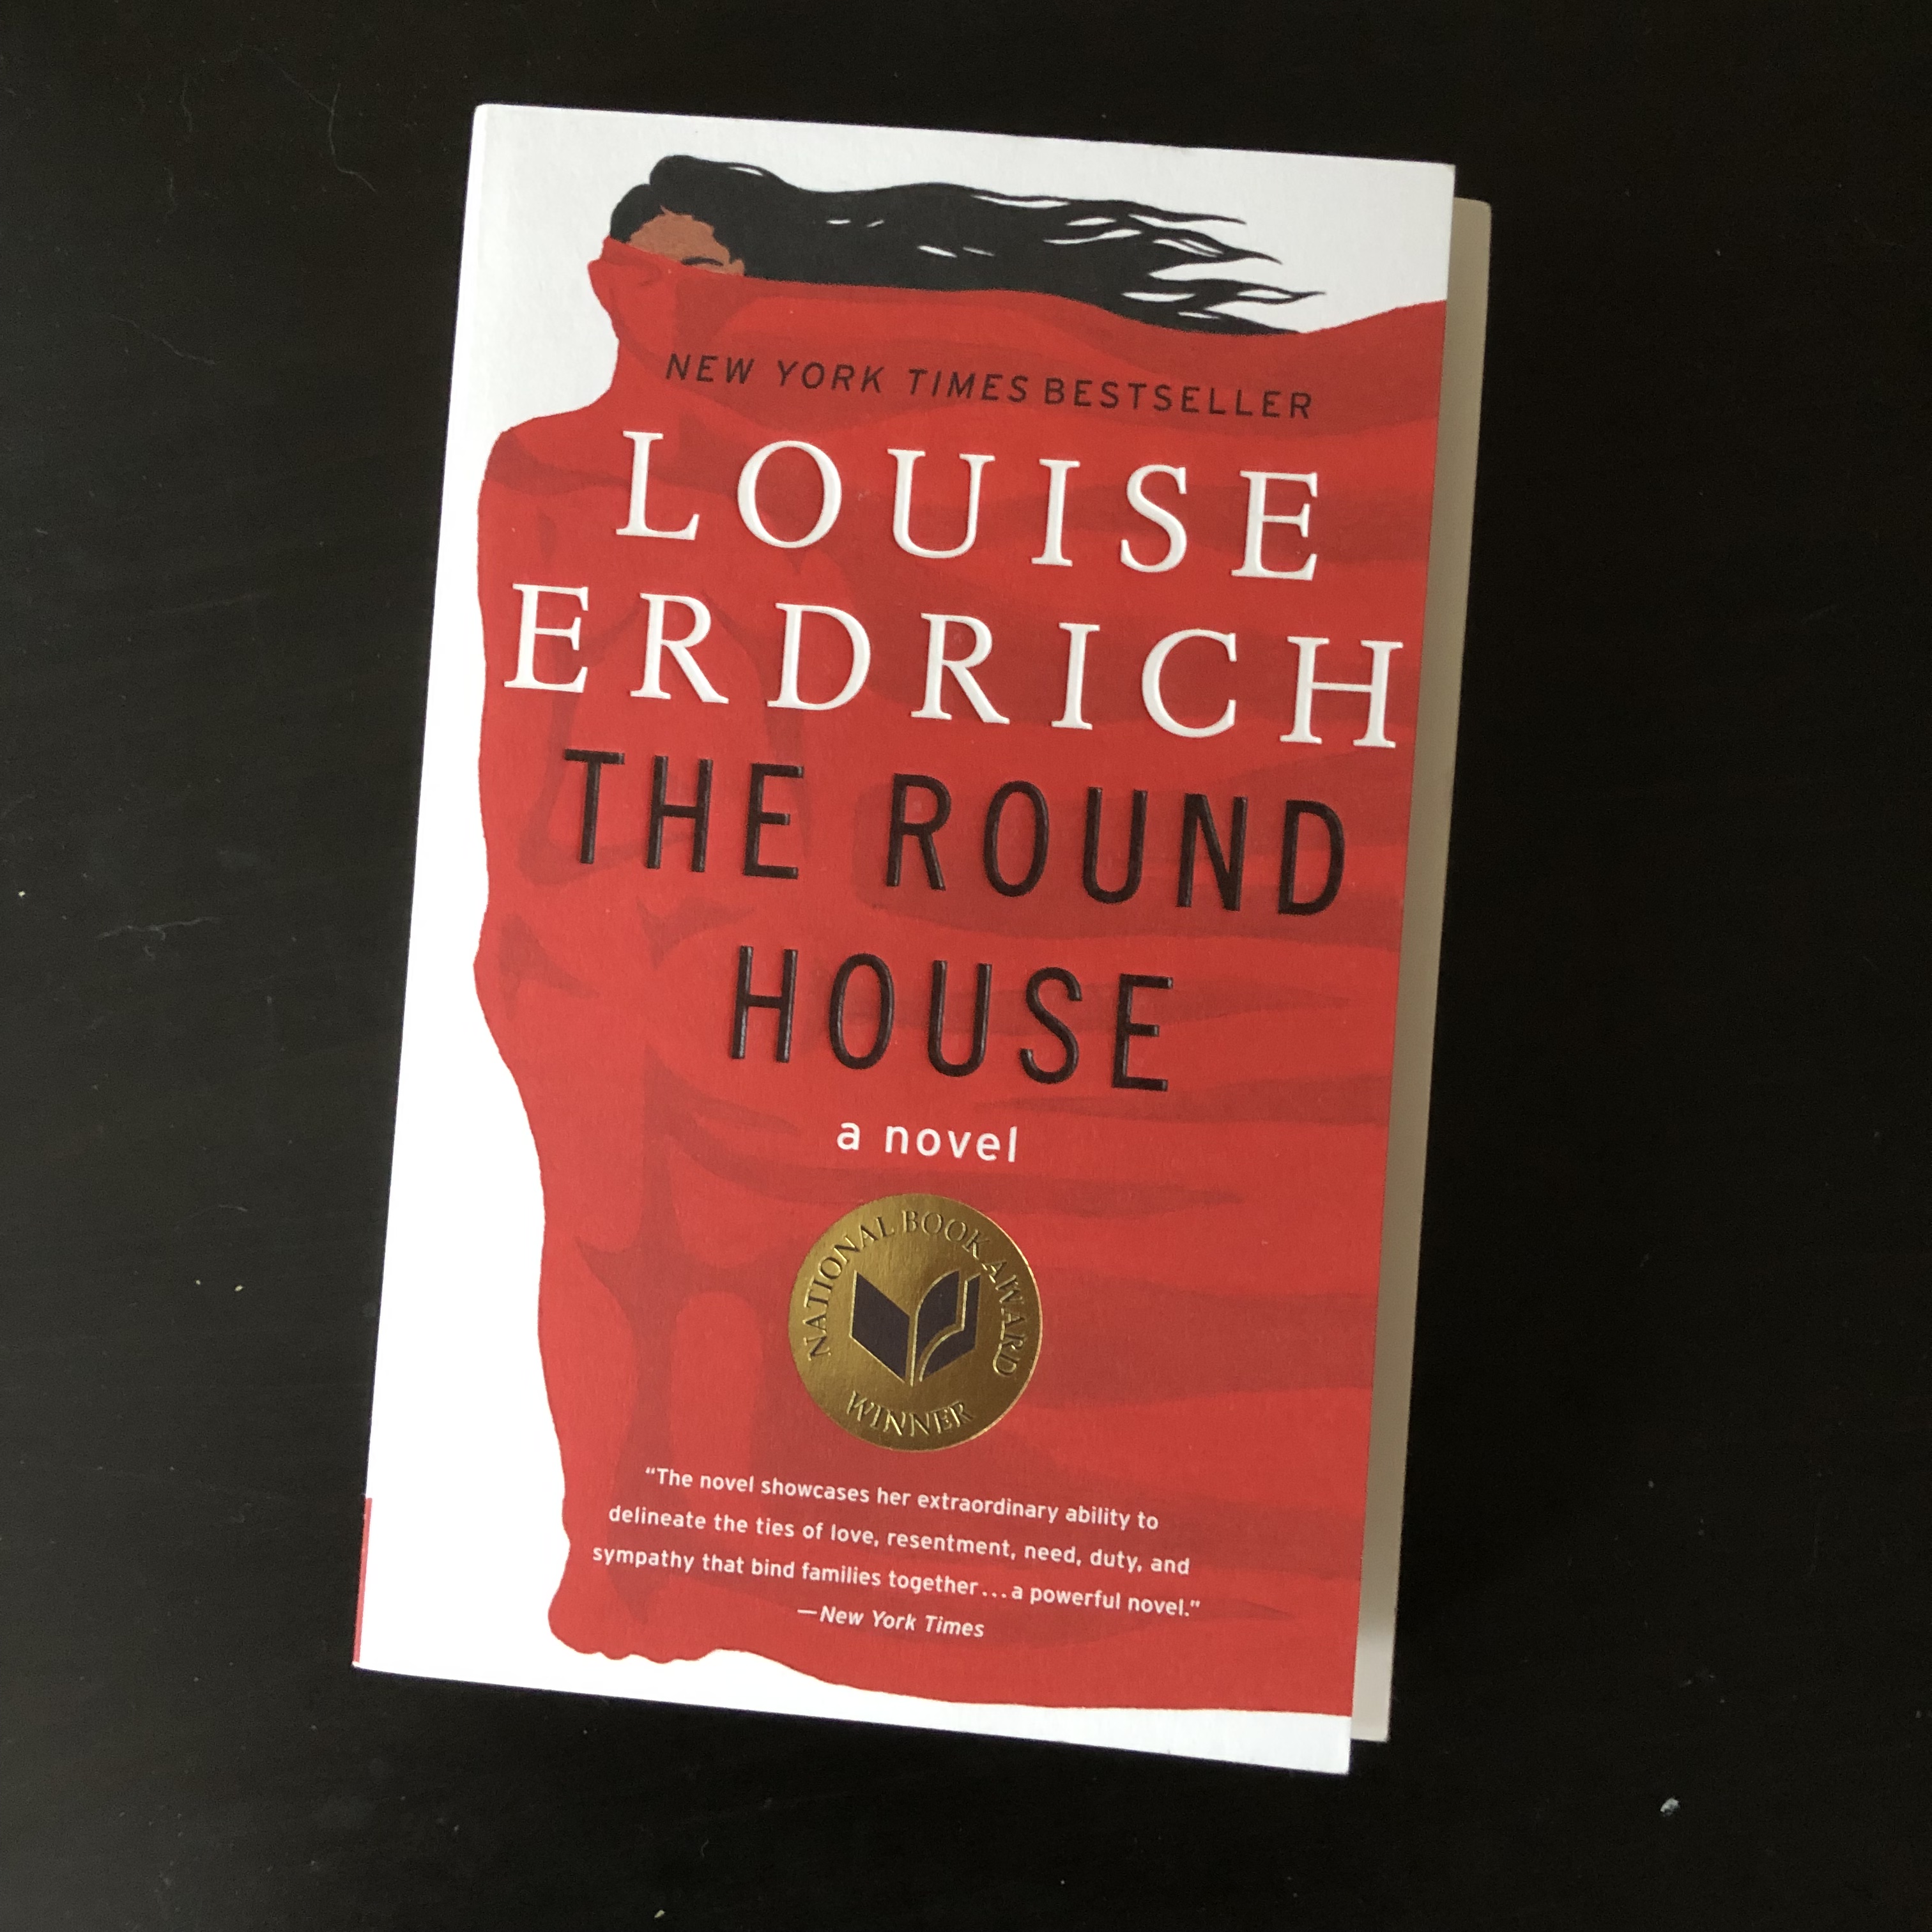 NEW YORK TIMES BESTSELLER
LOUISE
ERDRICH
THE ROUND
HOUSE
a novel
NATIONAL BOOK AWARD
WINNER
“The novel showcases her extraordinary ability to
delineate the ties of love, resentment, need, duty, and
sympathy that bind families together...a powerful novel.”
—New York Times